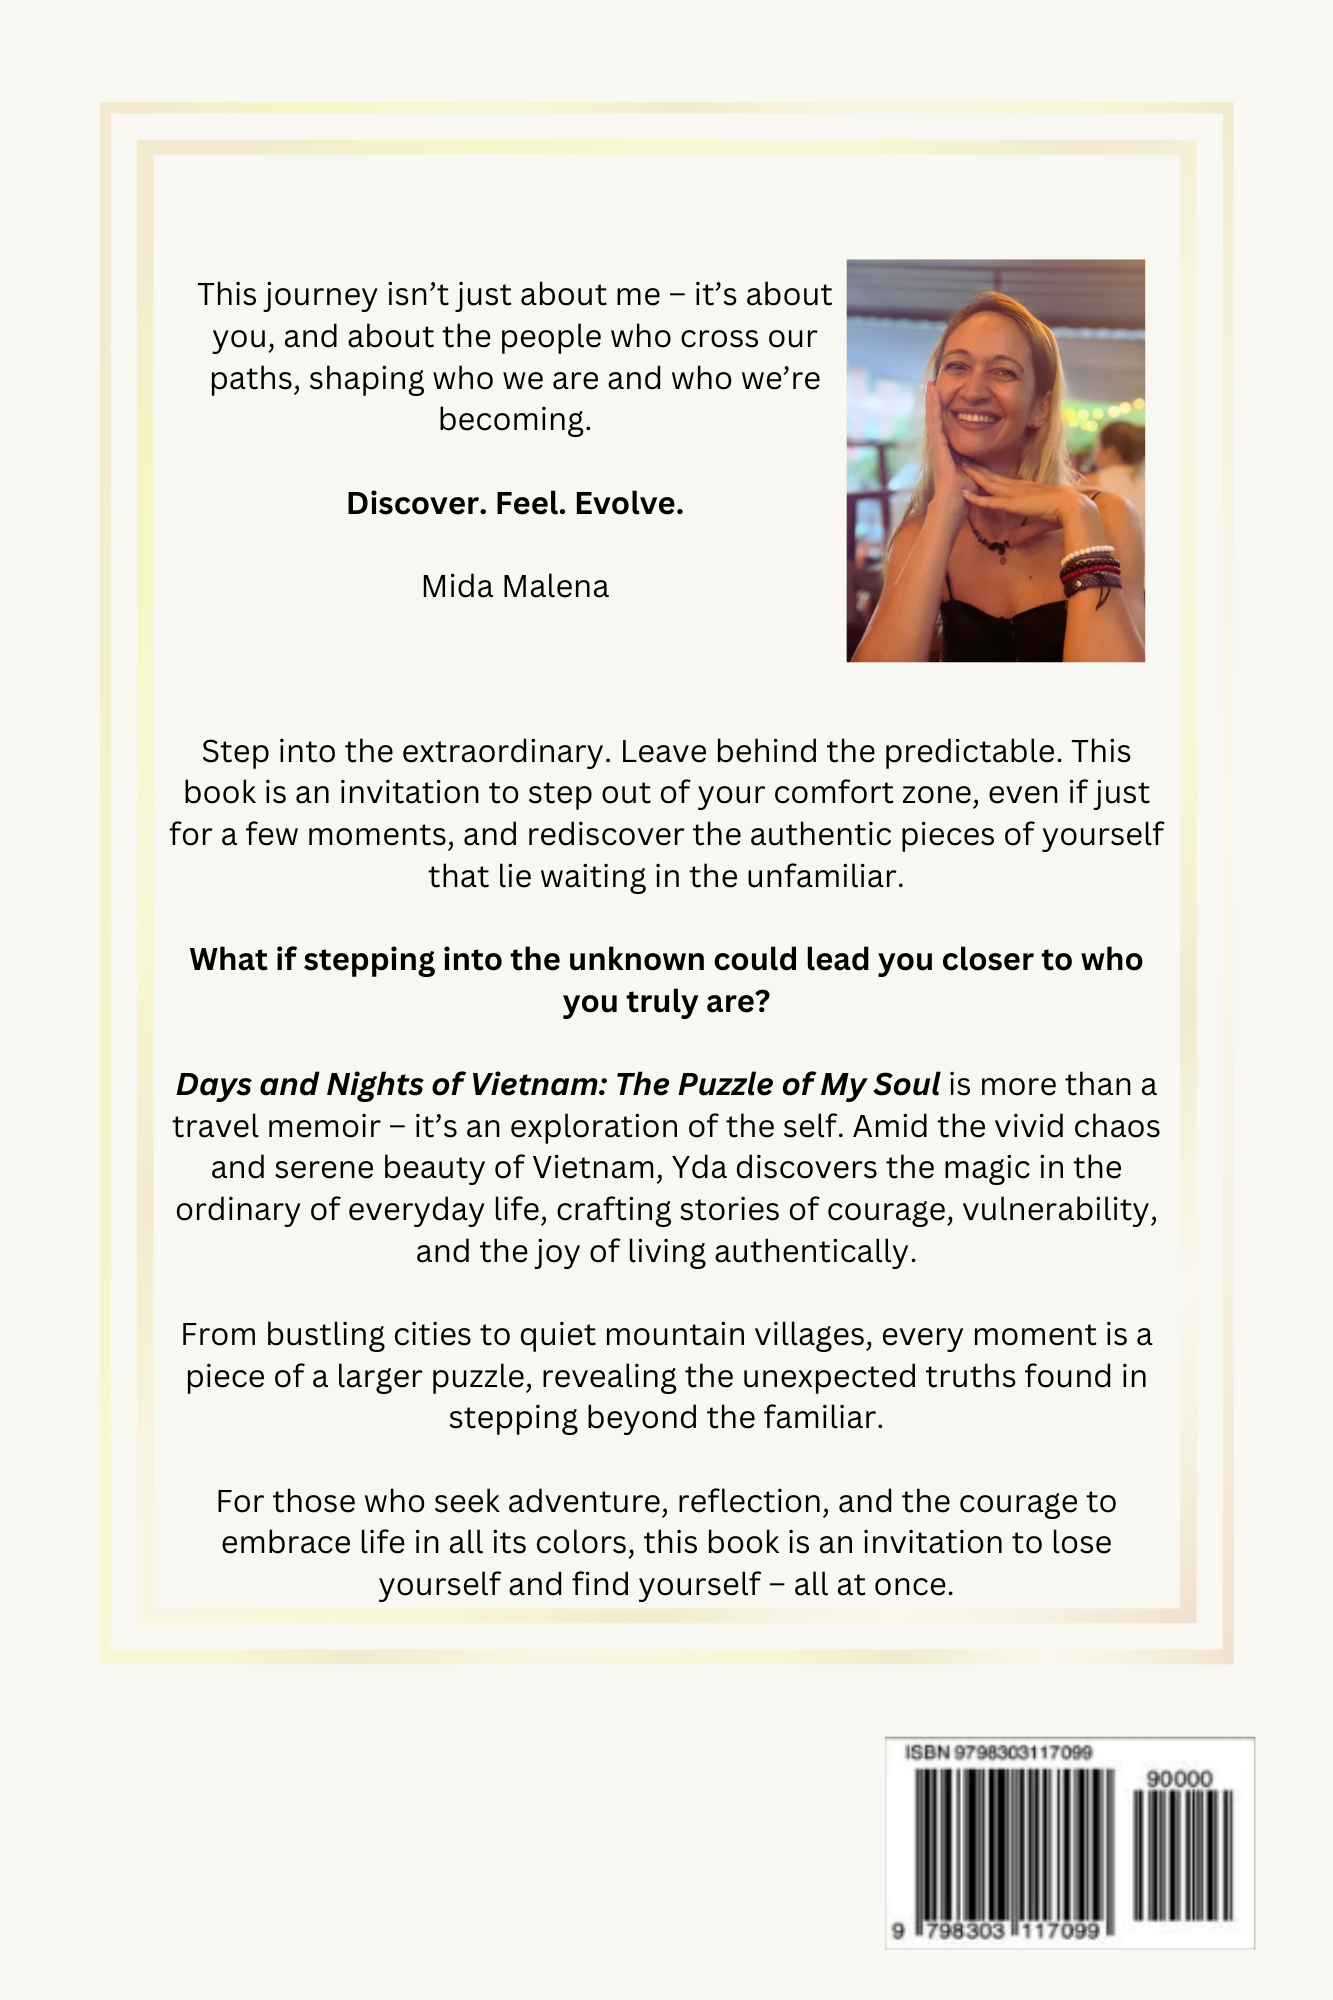 This journey isn’t just about me – it’s about
you, and about the people who cross our
paths, shaping who we are and who we’re
becoming.
Discover. Feel. Evolve.
Mida Malena
Step into the extraordinary. Leave behind the predictable. This
book is an invitation to step out of your comfort zone, even if just
for a few moments, and rediscover the authentic pieces of yourself
that lie waiting in the unfamiliar.
What if stepping into the unknown could lead you closer to who
you truly are?
Days and Nights of Vietnam: The Puzzle of My Soul is more than a
travel memoir – it’s an exploration of the self. Amid the vivid chaos
and serene beauty of Vietnam, Yda discovers the magic in the
ordinary of everyday life, crafting stories of courage, vulnerability,
and the joy of living authentically.
From bustling cities to quiet mountain villages, every moment is a
piece of a larger puzzle, revealing the unexpected truths found in
stepping beyond the familiar.
For those who seek adventure, reflection, and the courage to
embrace life in all its colors, this book is an invitation to lose
yourself and find yourself – all at once.
ISBN 9798303117099
90000
9 798303 117099